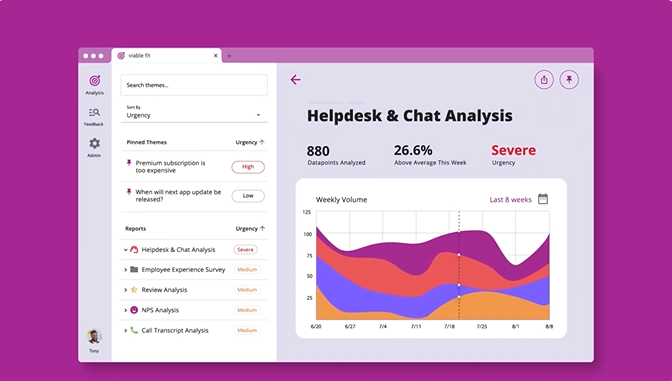 viable fit
Analysis
Feedback
Admin
Tony
Search themes...
Sort By
Urgency
Pinned Themes Urgency
Premium subscription is
too expensive
High
When will next app update be
released?
Low
Reports Urgency
Helpdesk & Chat Analysis Severe
Employee Experience Survey Medium
Review Analysis Medium
NPS Analysis Medium
Call Transcript Analysis Medium
Helpdesk & Chat Analysis
880
Datapoints Analyzed
26.6%
Above Average This Week
Severe
Urgency
Weekly Volume
Last 8 weeks
125
100
75
50
25
6/20 6/27 7/4 7/11 7/18 7/25 8/1 8/8